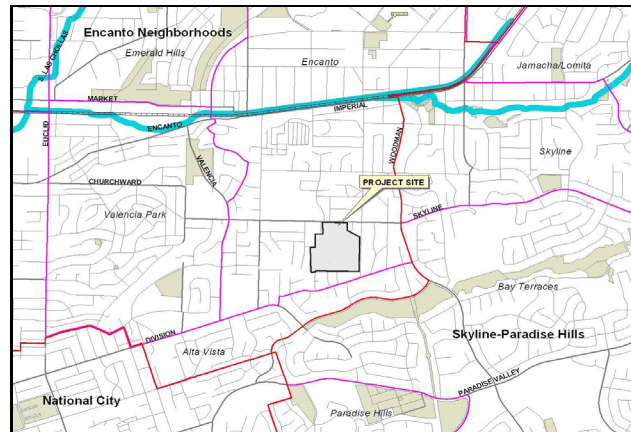 Encanto Neighborhoods
Emerald Hills
Encanto
Jamacha/Lomita
S. LAS CHOLLAS
MARKET
IMPERIAL
EUCLID
ENCANTO
WOODMAN
VALENCIA
Skyline
CHURCHWARD
PROJECT SITE
Valencia Park
SKYLINE
Bay Terraces
DIVISION
Skyline-Paradise Hills
Alta Vista
PARADISE VALLEY
National City
Paradise Hills